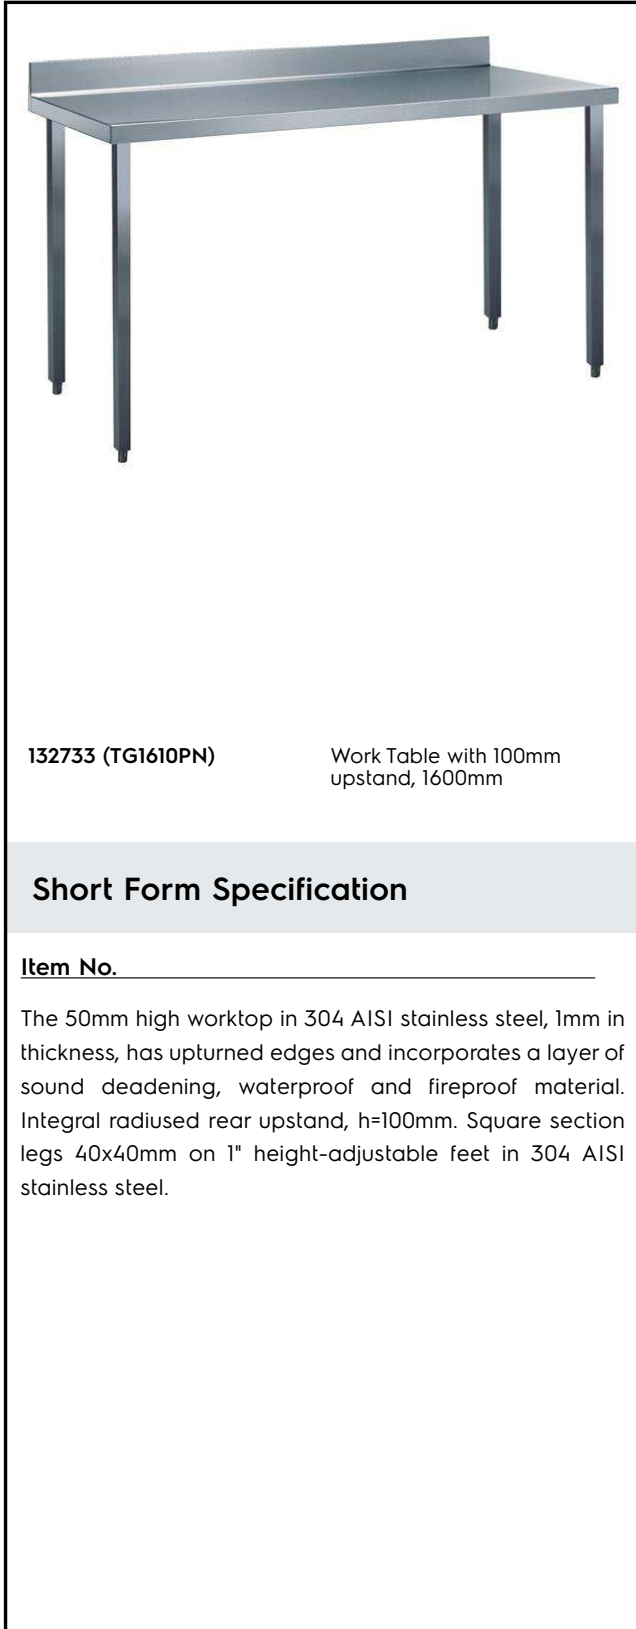 132733 (TG1610PN)
Work Table with 100mm
upstand, 1600mm
Short Form Specification
Item No.
The 50mm high worktop in 304 AISI stainless steel, 1mm in
thickness, has upturned edges and incorporates a layer of
sound deadening, waterproof and fireproof material.
Integral radiused rear upstand, h=100mm. Square section
legs 40x40mm on 1" height-adjustable feet in 304 AISI
stainless steel.